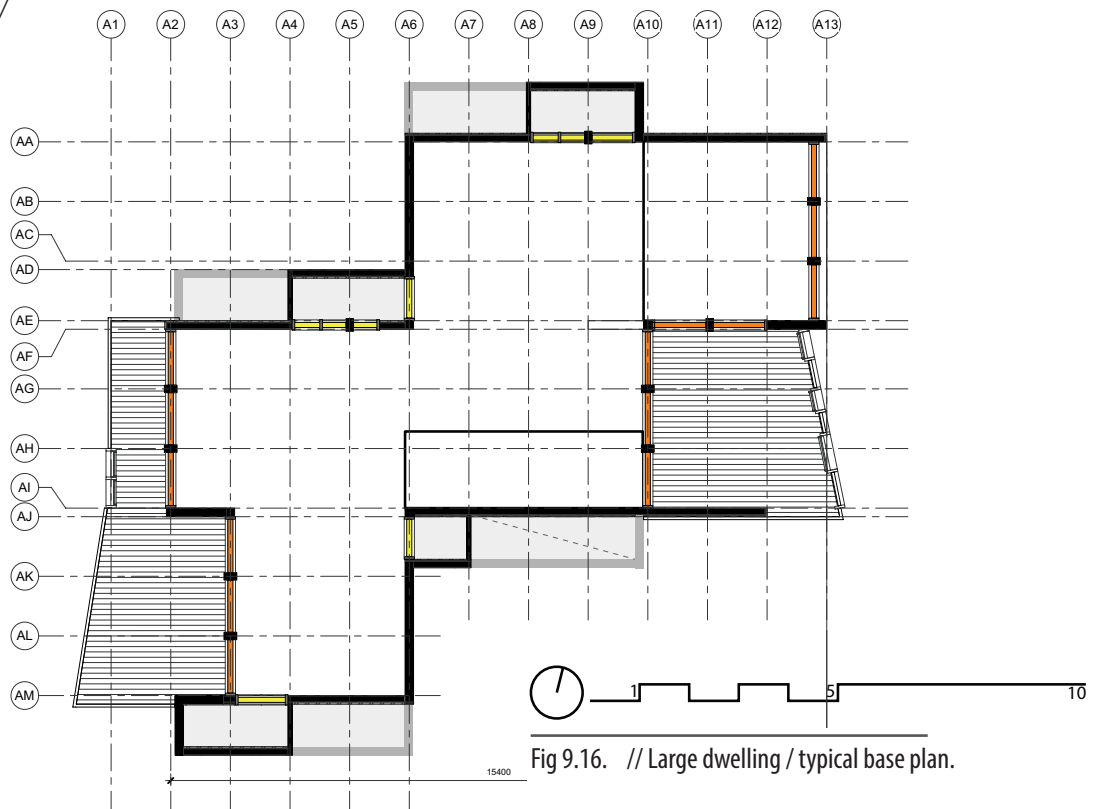 A1 A2 A3 A4 A5 A6 A7 A8 A9 A10 A11 A12 A13
AA
AB
AC
AD
AE
AF
AG
AH
AI
AJ
AK
AL
AM
1 5 10
15400
Fig 9.16. // Large dwelling / typical base plan.